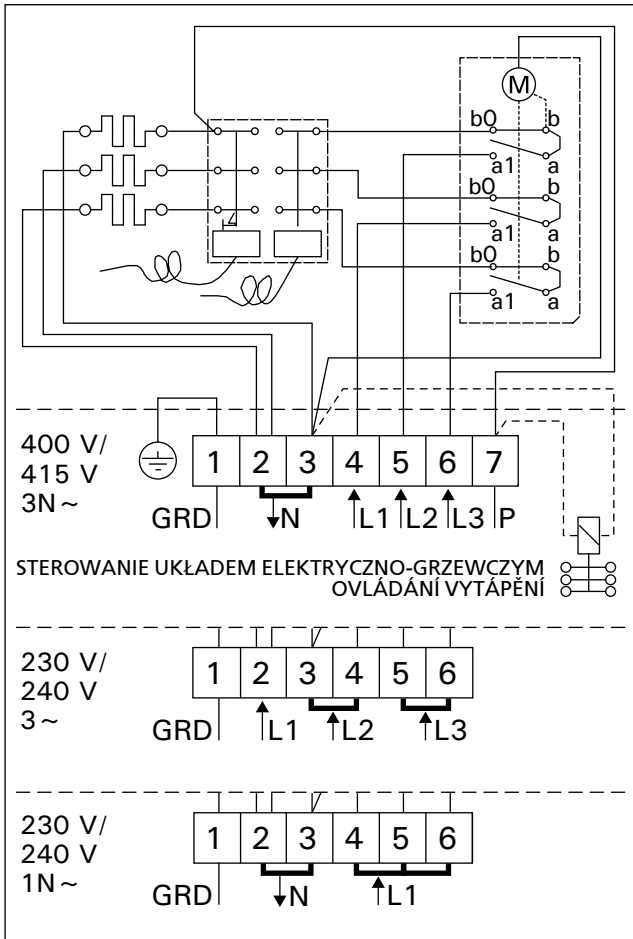 M
b0 b
a1 a
b0 b
a1 a
b0 b
a1 a
400 V/
415 V
3N~
1 2 3 4 5 6 7
GRD N L1 L2 L3 P
STEROWANIE UKŁADEM ELEKTRYCZNO-GRZEWCZYM
OVLÁDÁNÍ VYTÁPĚNÍ
230 V/
240 V
3~
1 2 3 4 5 6
GRD L1 L2 L3
230 V/
240 V
1N~
1 2 3 4 5 6
GRD N L1